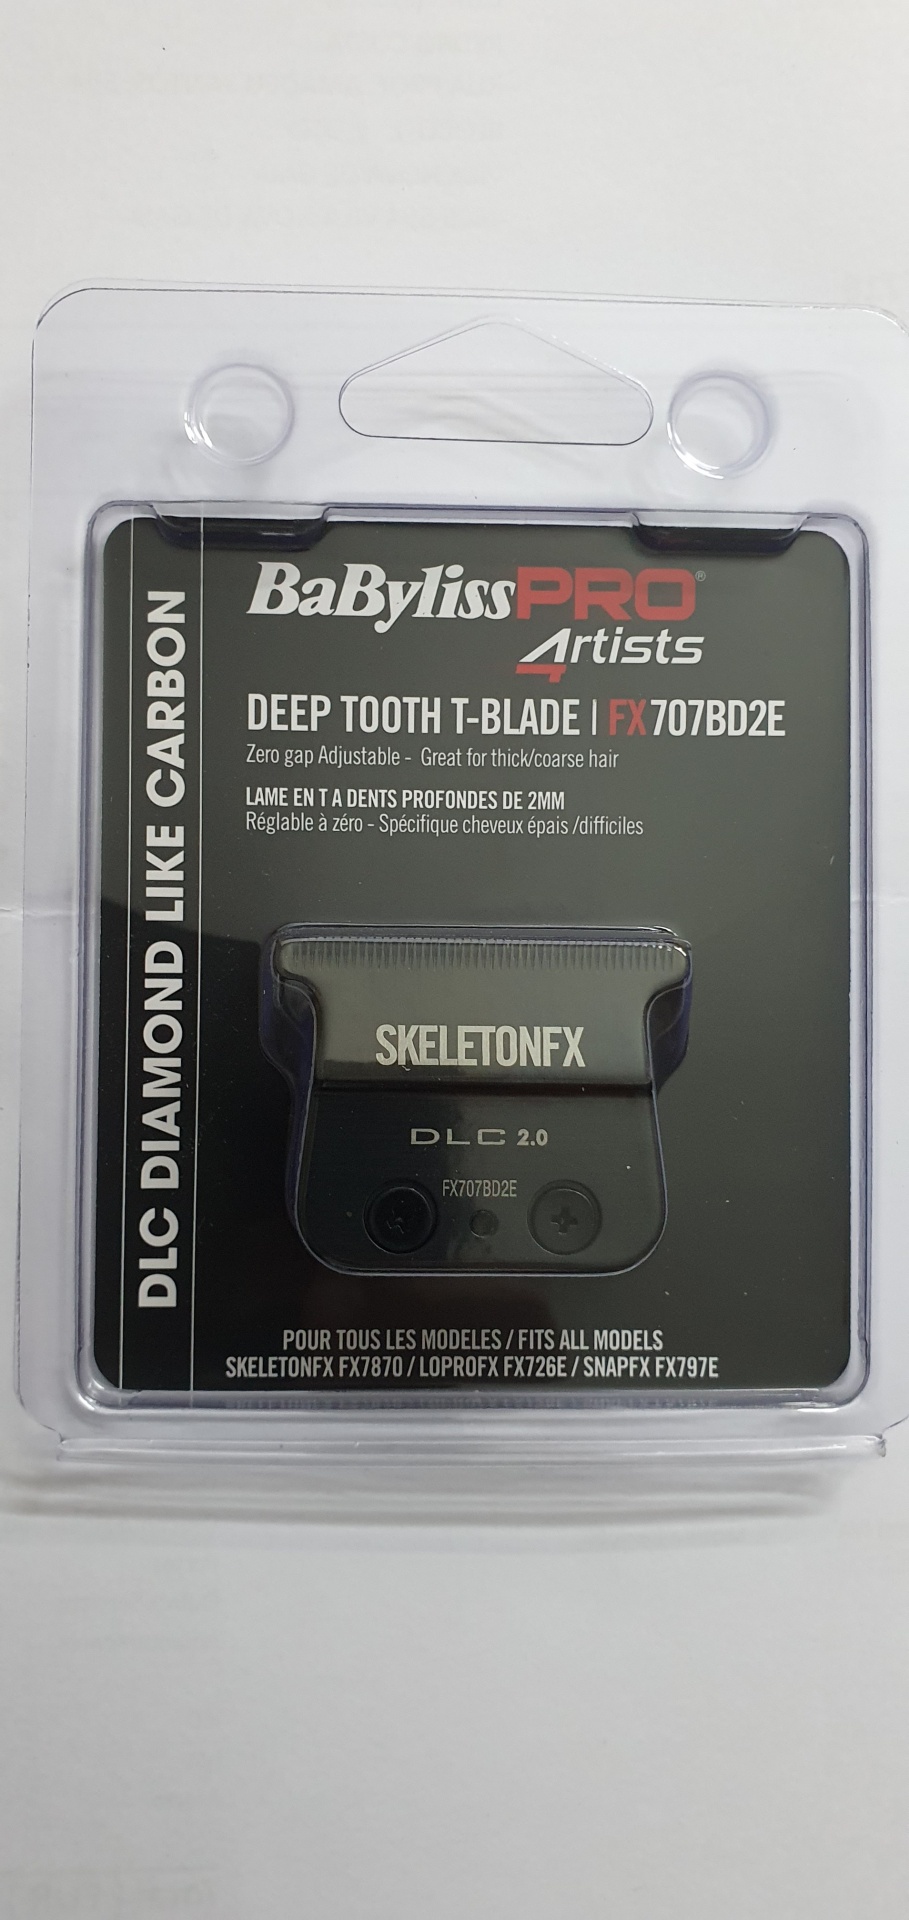 BaBylissPRO®
4rtists
DEEP TOOTH T-BLADE | FX707BD2E
Zero gap Adjustable - Great for thick/coarse hair
LAME EN T A DENTS PROFONDES DE 2MM
Réglable à zéro - Spécifique cheveux épais /difficiles
DLC DIAMOND LIKE CARBON
SKELETONFX
DLC 2.0
FX707BD2E
POUR TOUS LES MODELES / FITS ALL MODELS
SKELETONFX FX7870 / LOPROFX FX726E / SNAPFX FX797E